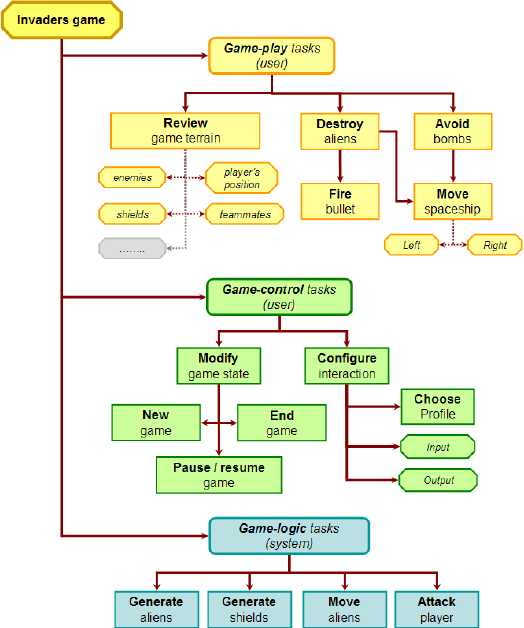 Invaders game
Game-play tasks
(user)
Review
game terrain
Destroy
aliens
Avoid
bombs
enemies
player's
position
Fire
bullet
Move
spaceship
shields
teammates
........
Left
Right
Game-control tasks
(user)
Modify
game state
Configure
interaction
New
game
End
game
Choose
Profile
Input
Pause / resume
game
Output
Game-logic tasks
(system)
Generate
aliens
Generate
shields
Move
aliens
Attack
player